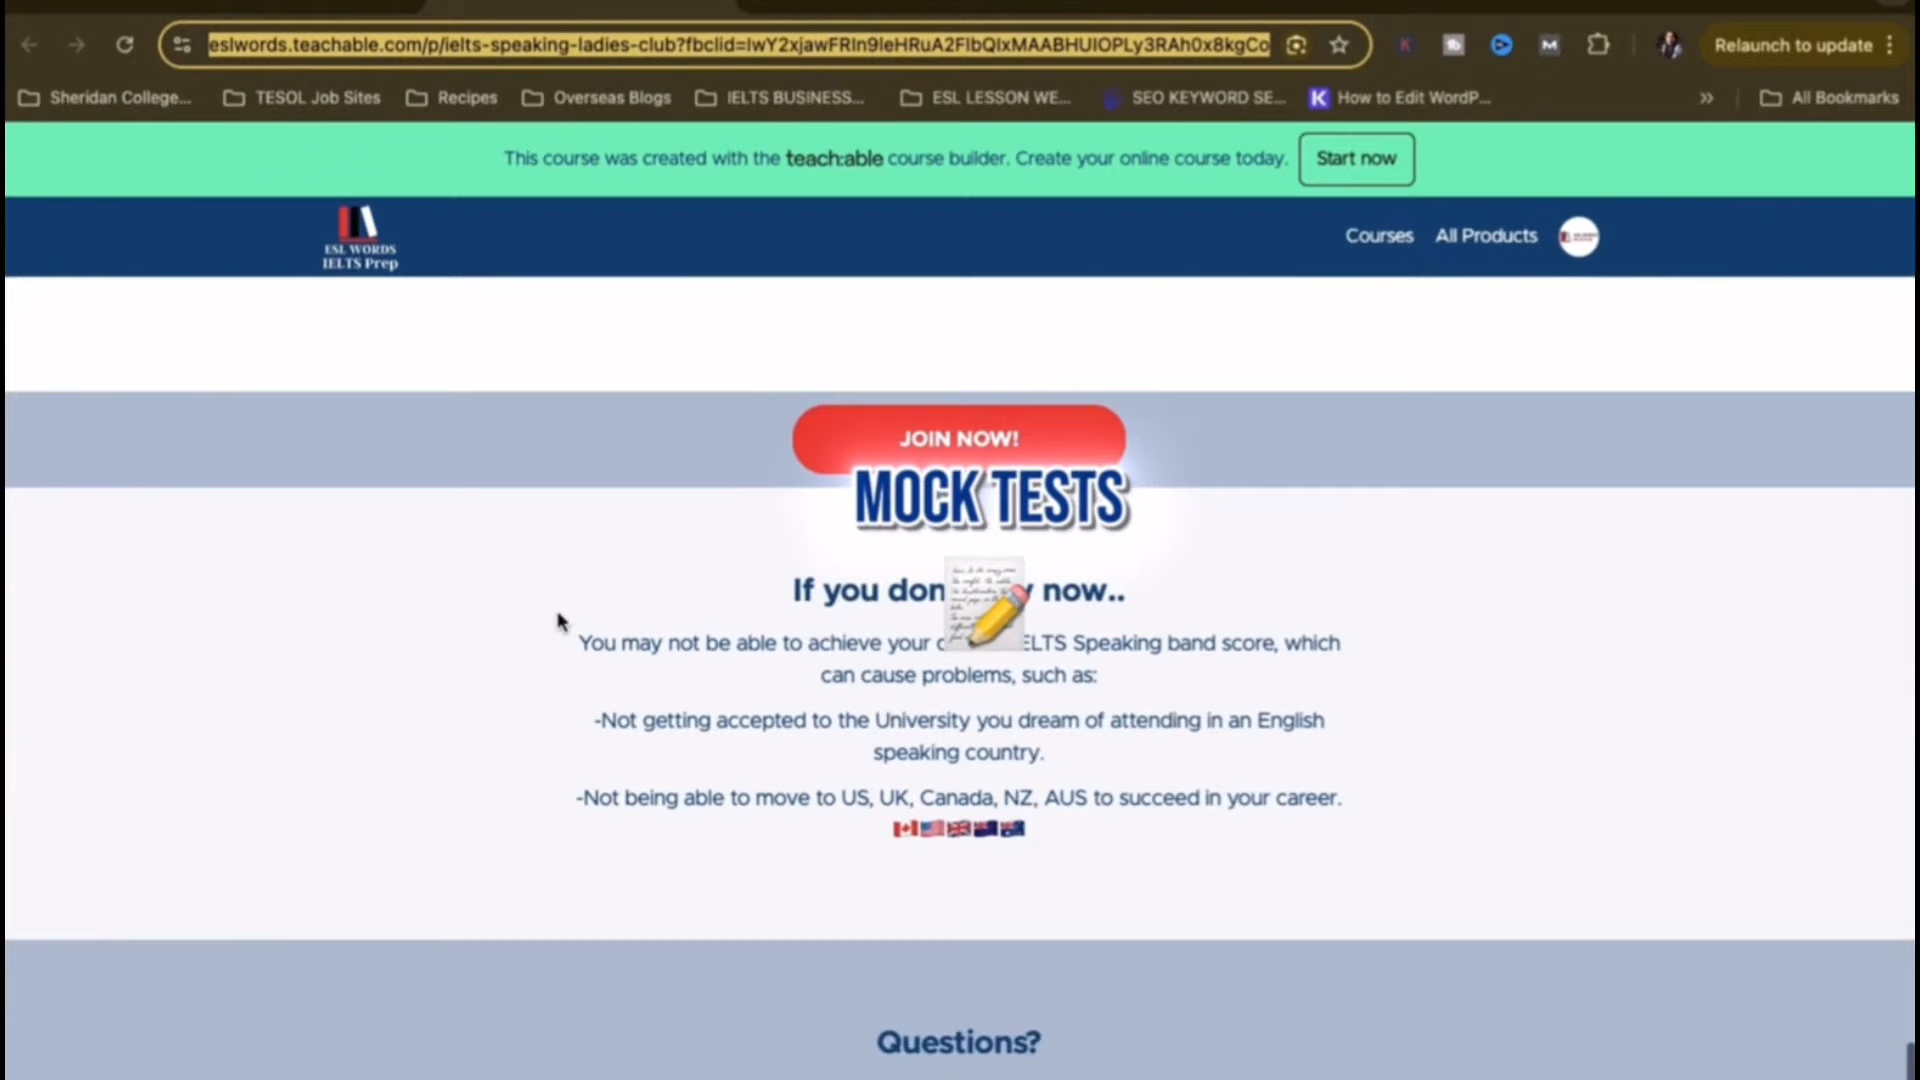 eslwords.teachable.com/p/ielts-speaking-ladies-club?fbclid=IwY2xjawFRIn9leHRuA2FlbQIxMAABHUlOPLy3RAh0x8kgCo
Relaunch to update
Sheridan College...
TESOL Job Sites
Recipes
Overseas Blogs
IELTS BUSINESS...
ESL LESSON WE...
SEO KEYWORD SE...
How to Edit WordP...
All Bookmarks
This course was created with the teach:able course builder. Create your online course today.
Start now
ESL WORDS
IELTS Prep
Courses
All Products
JOIN NOW!
MOCK TESTS
If you don now..
You may not be able to achieve your ELTS Speaking band score, which
can cause problems, such as:
-Not getting accepted to the University you dream of attending in an English
speaking country.
-Not being able to move to US, UK, Canada, NZ, AUS to succeed in your career.
Questions?